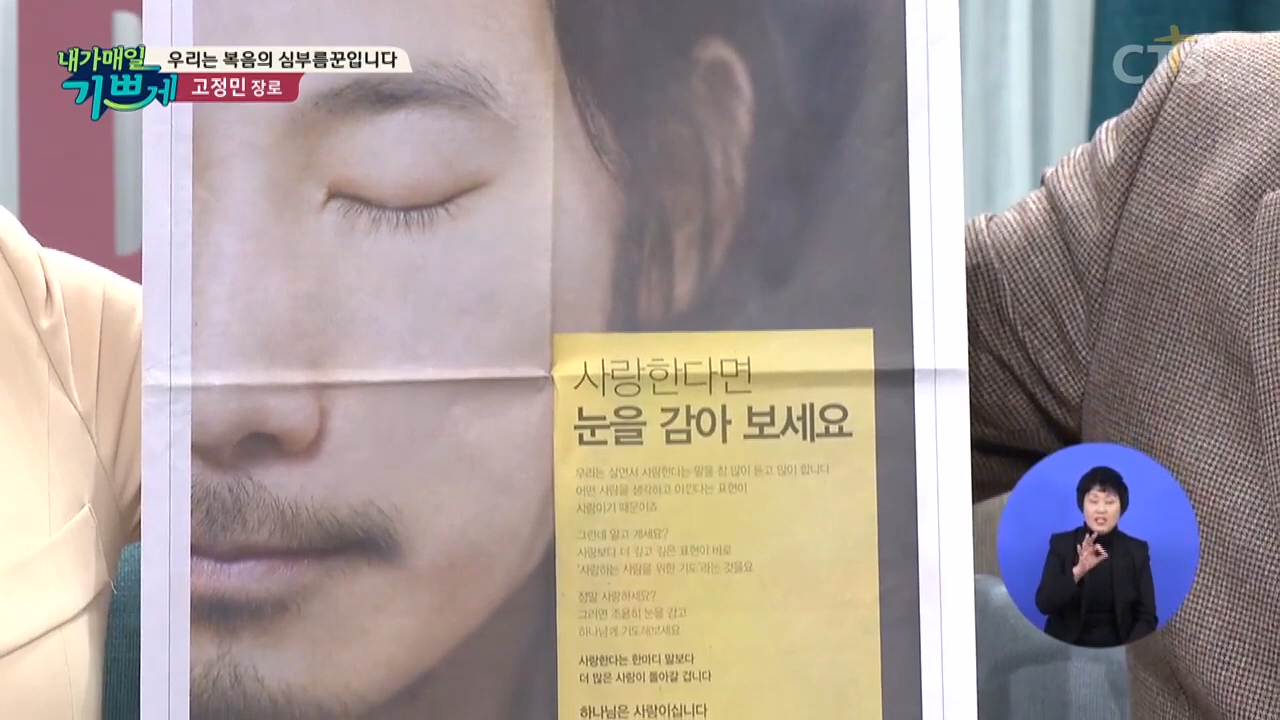 내가매일
기쁘게
우리는 복음의 심부름꾼입니다
고정민 장로
CTS
사랑한다면
눈을 감아 보세요
우리는 살면서 사랑한다는 말을 참 많이 듣고 많이 합니다
어떤 사람을 생각하고 아낀다는 표현이
사랑이기 때문이죠
그런데 알고 계세요?
사랑보다 더 깊고 깊은 표현이 바로
'사랑하는 사람을 위한 기도'라는 것을요
정말 사랑하세요?
그러면 조용히 눈을 감고
하나님께 기도해보세요
사랑한다는 한마디 말보다
더 많은 사랑이 돌아갈 겁니다
하나님은 사랑이십니다